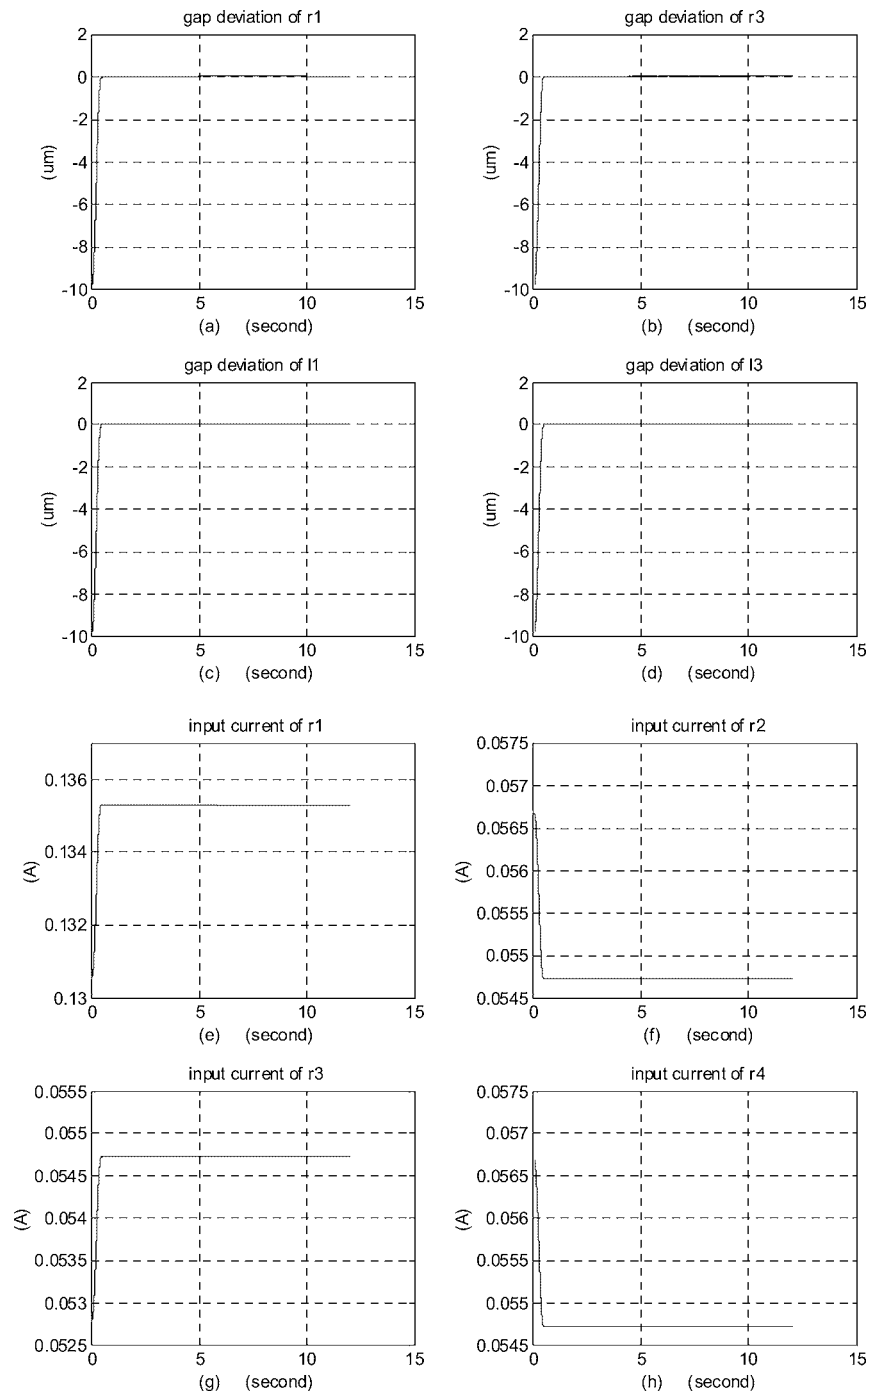 gap deviation of r1
2
0
-2
-4
-6
-8
-10
(um)
0 5 10 15
(a) (second)
gap deviation of r3
2
0
-2
-4
-6
-8
-10
(um)
0 5 10 15
(b) (second)
gap deviation of l1
2
0
-2
-4
-6
-8
-10
(um)
0 5 10 15
(c) (second)
gap deviation of l3
2
0
-2
-4
-6
-8
-10
(um)
0 5 10 15
(d) (second)
input current of r1
0.136
0.134
0.132
0.13
(A)
0 5 10 15
(e) (second)
input current of r2
0.0575
0.057
0.0565
0.056
0.0555
0.055
0.0545
(A)
0 5 10 15
(f) (second)
input current of r3
0.0555
0.055
0.0545
0.054
0.0535
0.053
0.0525
(A)
0 5 10 15
(g) (second)
input current of r4
0.0575
0.057
0.0565
0.056
0.0555
0.055
0.0545
(A)
0 5 10 15
(h) (second)